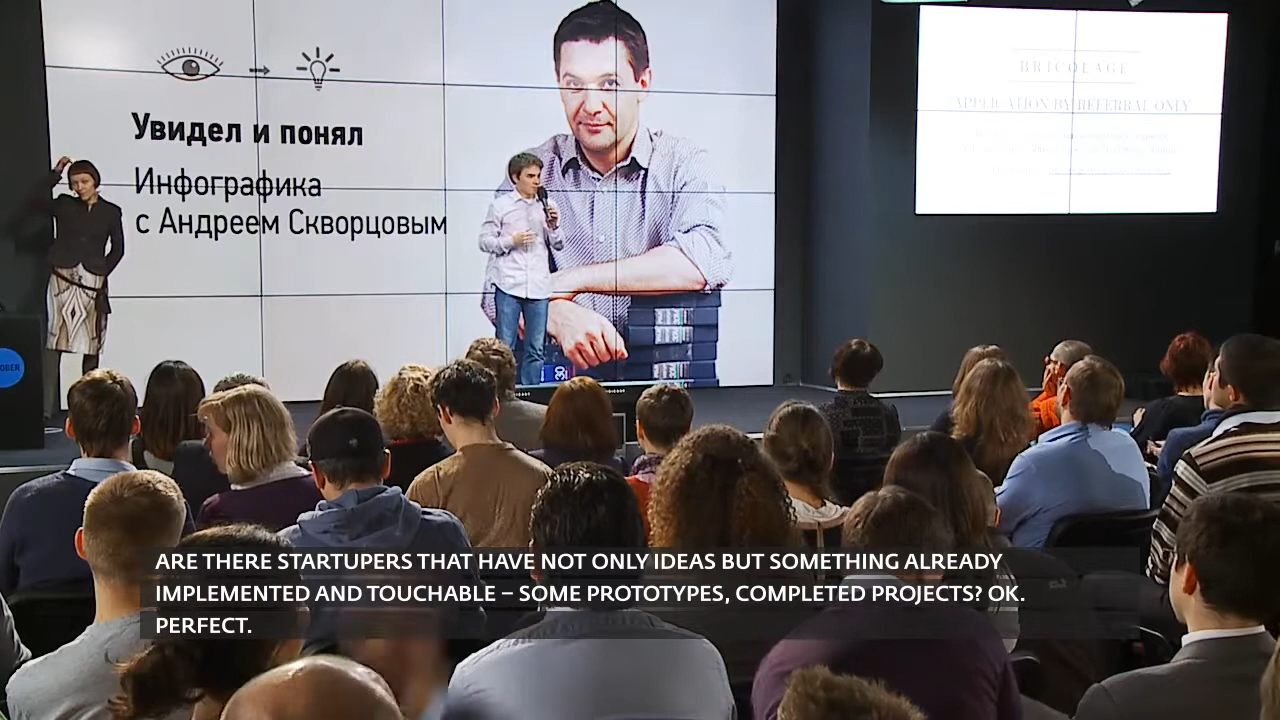 Увидел и понял
Инфографика
с Андреем Скворцовым
BRICOLAGE
APPLICATION BY REFERRAL ONLY
ARE THERE STARTUPERS THAT HAVE NOT ONLY IDEAS BUT SOMETHING ALREADY
IMPLEMENTED AND TOUCHABLE – SOME PROTOTYPES, COMPLETED PROJECTS? OK.
PERFECT.